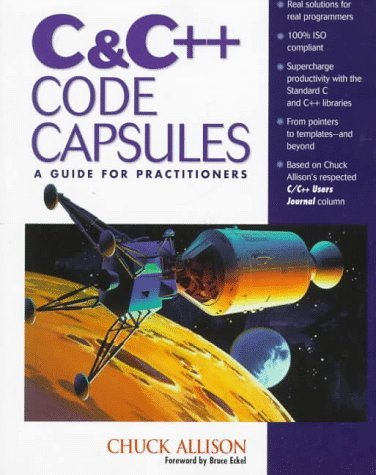 C & C++
CODE
CAPSULES
A GUIDE FOR PRACTITIONERS
Real solutions for
real programmers
100% ISO
compliant
Supercharge
productivity with the
Standard C
and C++ libraries
From pointers
to templates—and
beyond
Based on Chuck
Allison's respected
C/C++ Users
Journal column
CHUCK ALLISON
Foreword by Bruce Eckel